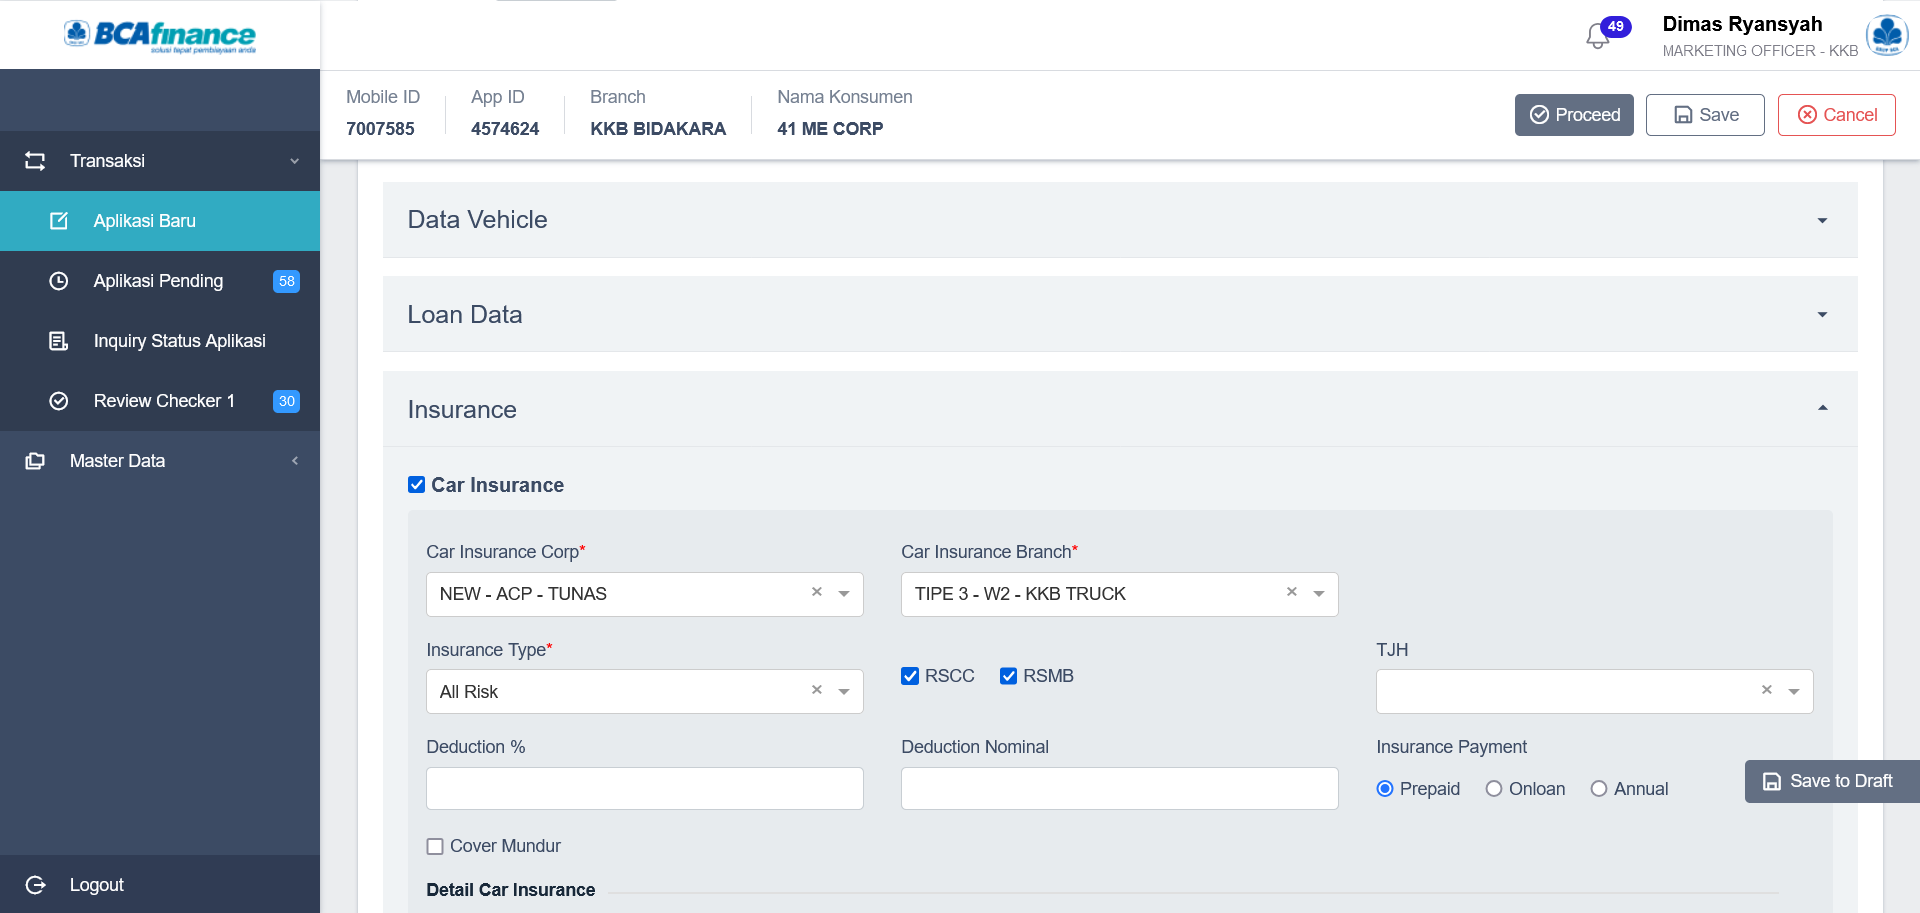 BCAfinance
solusi tepat pembiayaan anda
49
Dimas Ryansyah
MARKETING OFFICER - KKB
Mobile ID
7007585
App ID
4574624
Branch
KKB BIDAKARA
Nama Konsumen
41 ME CORP
Proceed
Save
Cancel
Transaksi
Aplikasi Baru
Aplikasi Pending 58
Inquiry Status Aplikasi
Review Checker 1 30
Master Data
Logout
Data Vehicle
Loan Data
Insurance
Car Insurance
Car Insurance Corp*
NEW - ACP - TUNAS
Car Insurance Branch*
TIPE 3 - W2 - KKB TRUCK
Insurance Type*
All Risk
RSCC
RSMB
TJH
Deduction %
Deduction Nominal
Insurance Payment
Prepaid
Onloan
Annual
Save to Draft
Cover Mundur
Detail Car Insurance